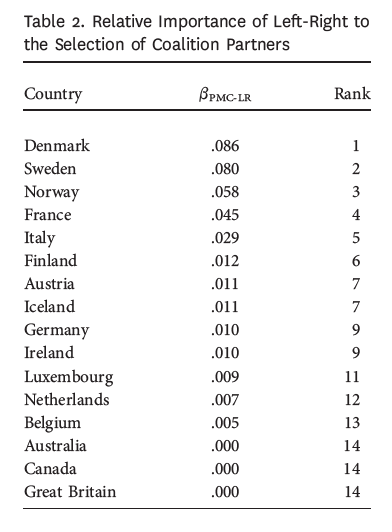 Table 2. Relative Importance of Left-Right to
the Selection of Coalition Partners
Country βPMC-LR Rank
Denmark .086 1
Sweden .080 2
Norway .058 3
France .045 4
Italy .029 5
Finland .012 6
Austria .011 7
Iceland .011 7
Germany .010 9
Ireland .010 9
Luxembourg .009 11
Netherlands .007 12
Belgium .005 13
Australia .000 14
Canada .000 14
Great Britain .000 14